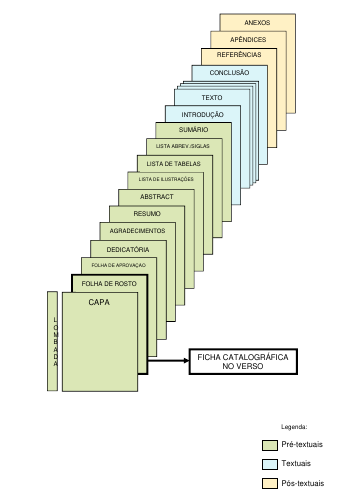 ANEXOS
APÊNDICES
REFERÊNCIAS
CONCLUSÃO
TEXTO
INTRODUÇÃO
SUMÁRIO
LISTA ABREV./SIGLAS
LISTA DE TABELAS
LISTA DE ILUSTRAÇÕES
ABSTRACT
RESUMO
AGRADECIMENTOS
DEDICATÓRIA
FOLHA DE APROVAÇÃO
FOLHA DE ROSTO
CAPA
LOMBADA
FICHA CATALOGRÁFICA
NO VERSO
Legenda:
Pré-textuais
Textuais
Pós-textuais